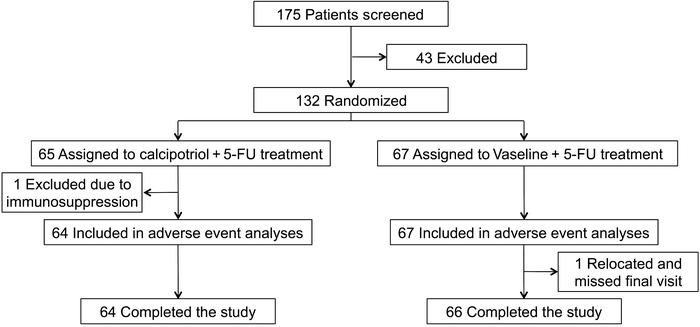 175 Patients screened
43 Excluded
132 Randomized
65 Assigned to calcipotriol + 5-FU treatment
67 Assigned to Vaseline + 5-FU treatment
1 Excluded due to
immunosuppression
64 Included in adverse event analyses
67 Included in adverse event analyses
1 Relocated and
missed final visit
64 Completed the study
66 Completed the study